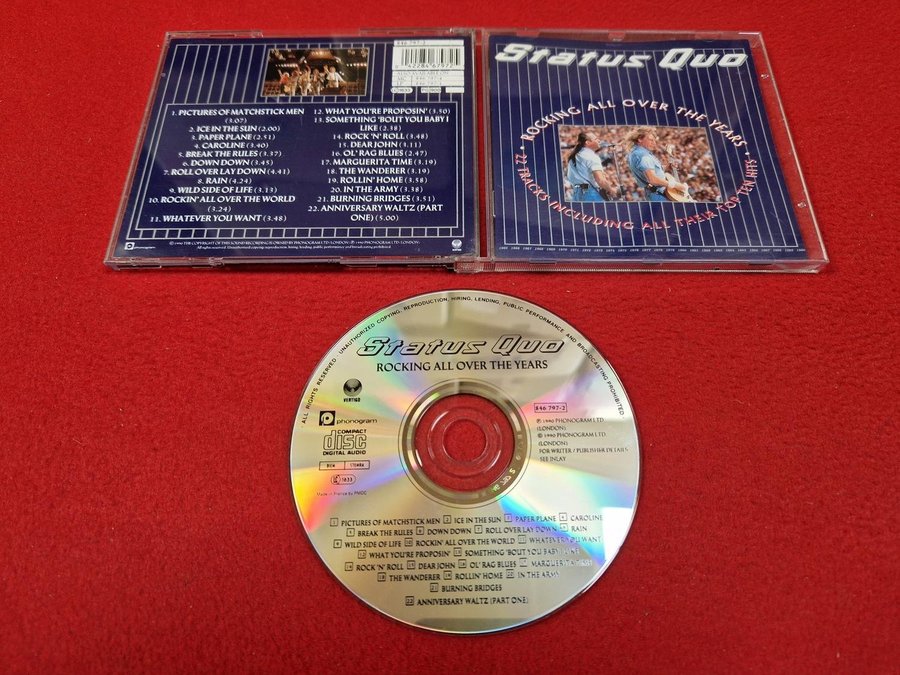 846 797-2
1. PICTURES OF MATCHSTICK MEN
(3.07)
2. ICE IN THE SUN (2.00)
3. PAPER PLANE (2.51)
4. CAROLINE (3.40)
5. BREAK THE RULES (3.37)
6. DOWN DOWN (3.45)
7. ROLL OVER LAY DOWN (4.41)
8. RAIN (4.24)
9. WILD SIDE OF LIFE (3.13)
10. ROCKIN' ALL OVER THE WORLD
(3.24)
11. WHATEVER YOU WANT (3.48)
12. WHAT YOU'RE PROPOSIN' (3.50)
13. SOMETHING 'BOUT YOU BABY I
LIKE (2.38)
14. ROCK 'N' ROLL (3.48)
15. DEAR JOHN (3.11)
16. OL' RAG BLUES (2.47)
17. MARGUERITA TIME (3.19)
18. THE WANDERER (3.19)
19. ROLLIN' HOME (3.58)
20. IN THE ARMY (3.38)
21. BURNING BRIDGES (3.51)
22. ANNIVERSARY WALTZ (PART
ONE) (5.00)
phonogram
Status Quo
• ROCKING ALL OVER THE YEARS •
22 TRACKS INCLUDING ALL THEIR TOP TEN HITS
ALL RIGHTS RESERVED · UNAUTHORIZED COPYING, REPRODUCTION, HIRING, LENDING, PUBLIC PERFORMANCE AND BROADCASTING PROHIBITED ·
Status Quo
ROCKING ALL OVER THE YEARS
VERTIGO
phonogram
COMPACT
disc
DIGITAL AUDIO
BIEM
Made in France by PMDC
846 797-2
℗ 1990 PHONOGRAM LTD.
(LONDON)
© 1990 PHONOGRAM LTD.
(LONDON)
FOR WRITER / PUBLISHER DETAILS
SEE INLAY
1 PICTURES OF MATCHSTICK MEN 2 ICE IN THE SUN 3 PAPER PLANE 4 CAROLINE
5 BREAK THE RULES 6 DOWN DOWN 7 ROLL OVER LAY DOWN 8 RAIN
9 WILD SIDE OF LIFE 10 ROCKIN' ALL OVER THE WORLD 11 WHATEVER YOU WANT
12 WHAT YOU'RE PROPOSIN' 13 SOMETHING 'BOUT YOU BABY I LIKE
14 ROCK 'N' ROLL 15 DEAR JOHN 16 OL' RAG BLUES 17 MARGUERITA TIME
18 THE WANDERER 19 ROLLIN' HOME 20 IN THE ARMY
21 BURNING BRIDGES
22 ANNIVERSARY WALTZ (PART ONE)